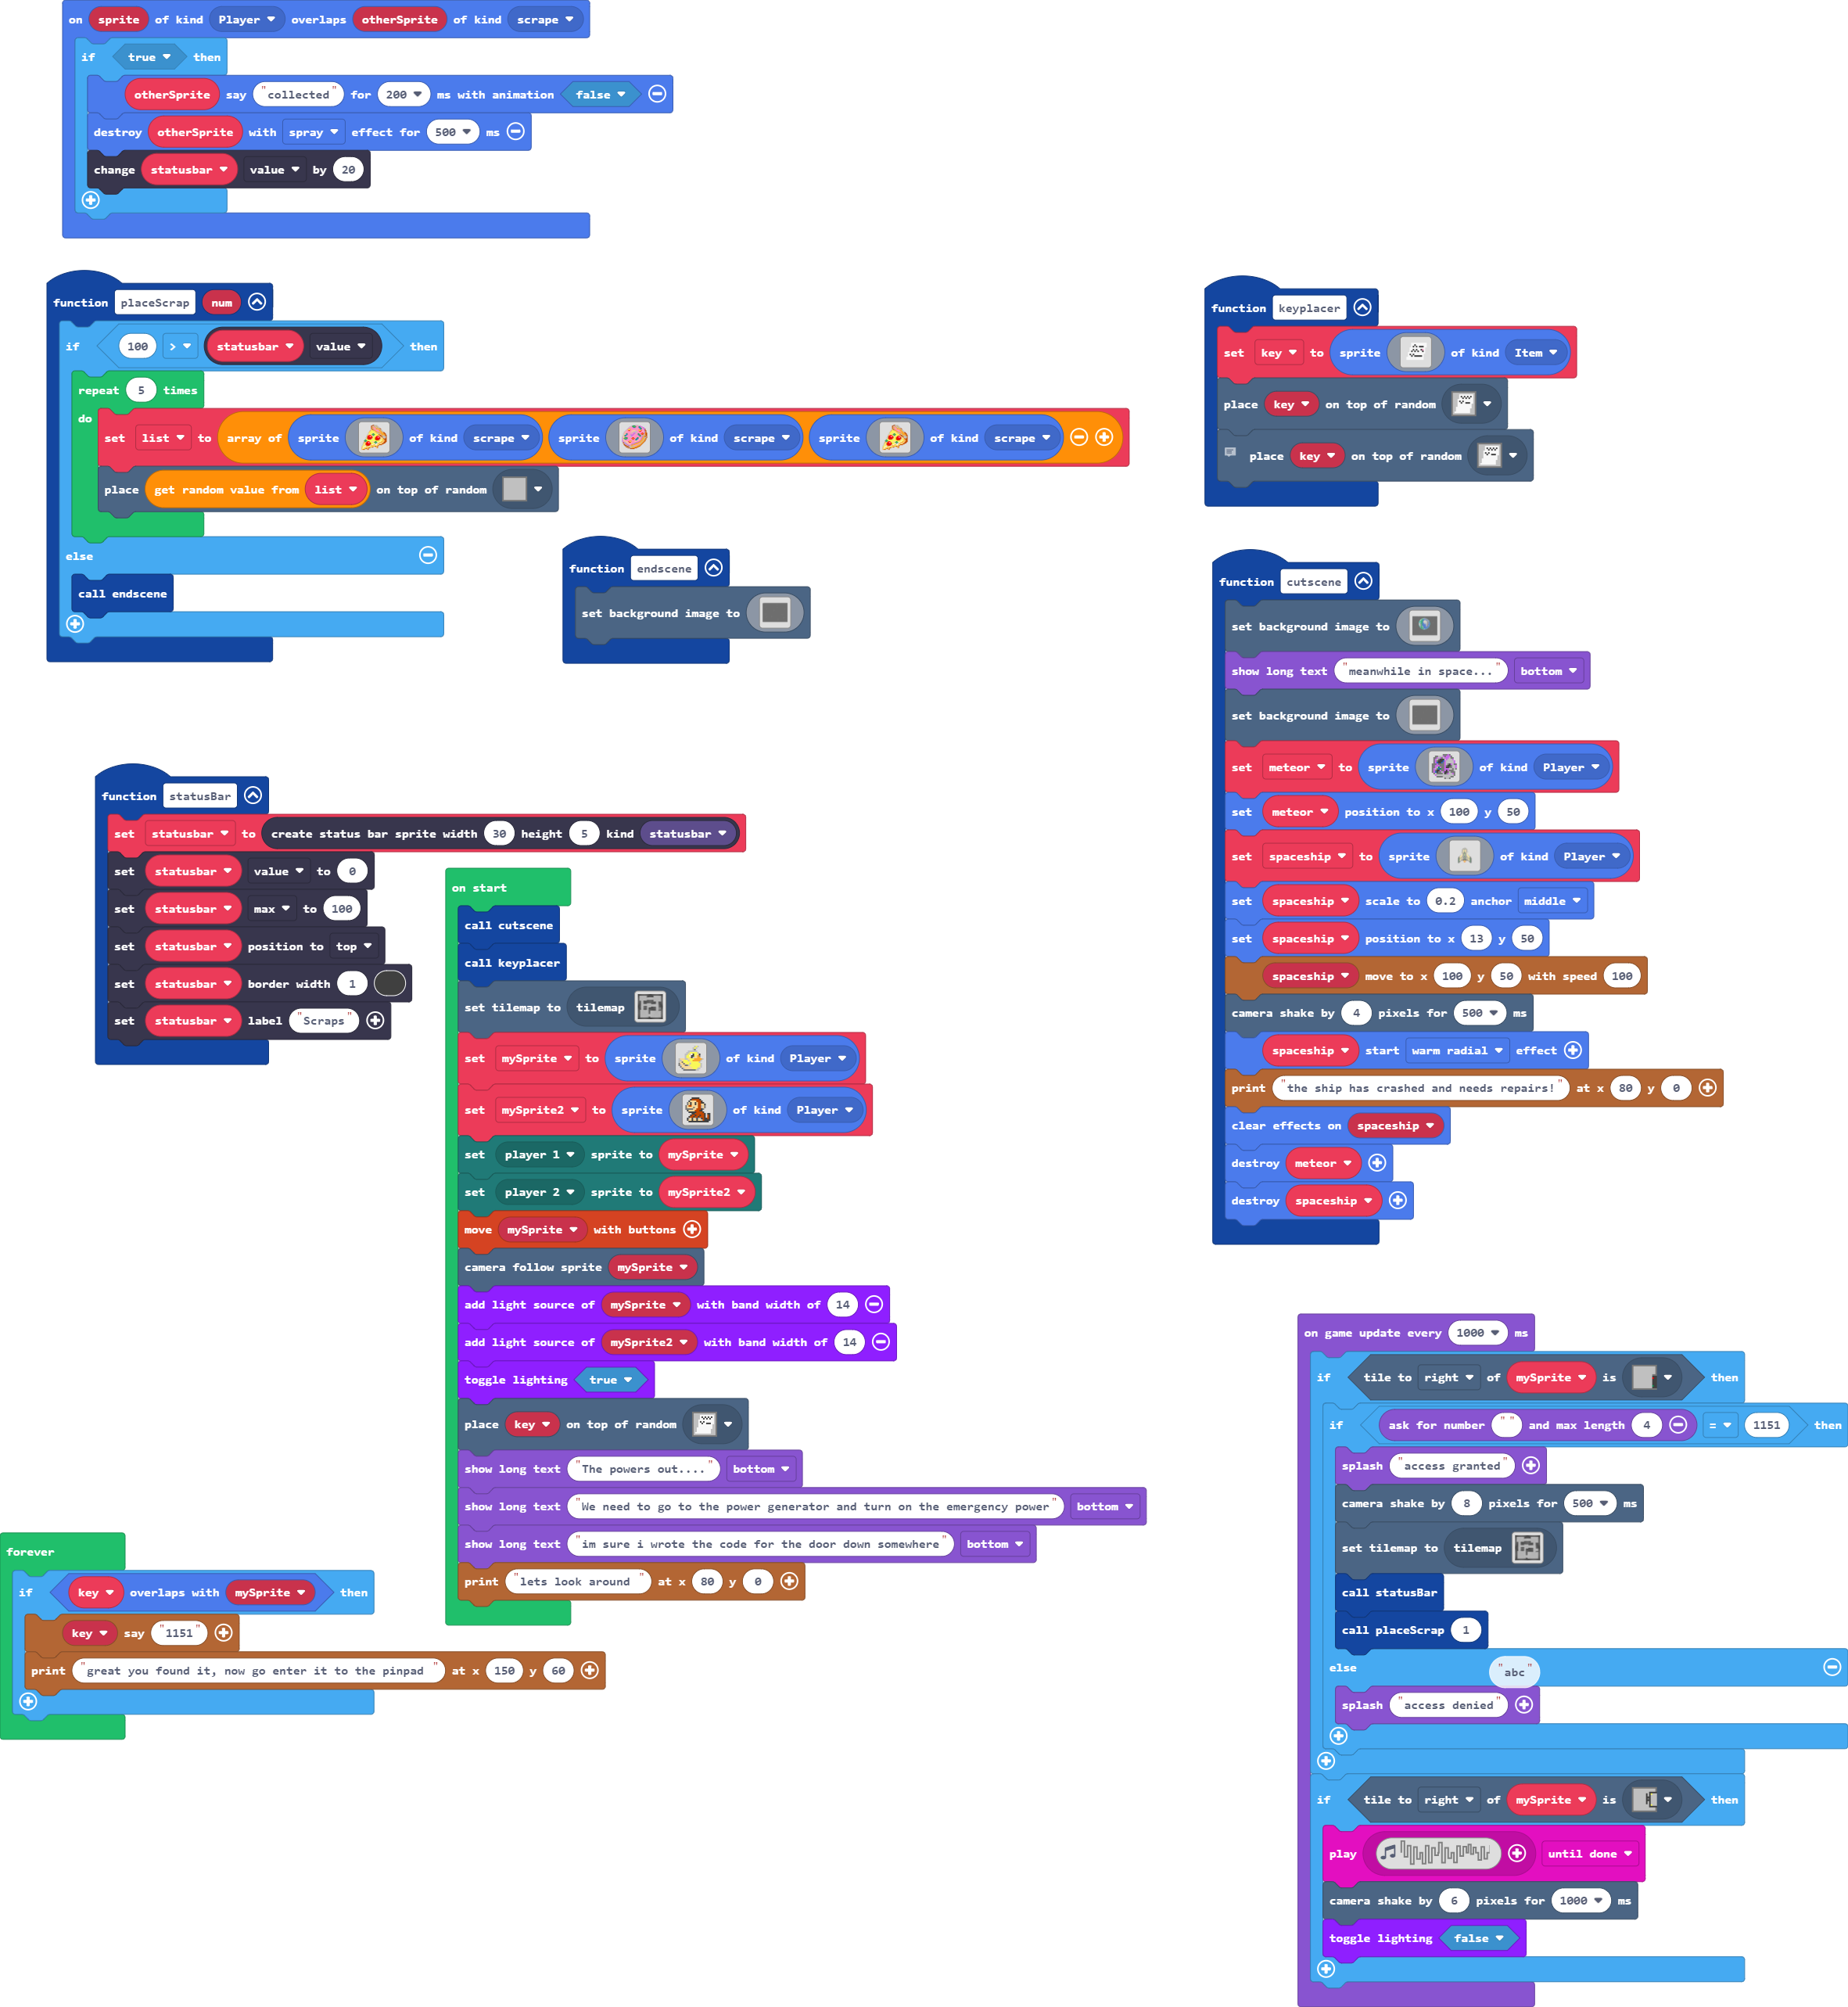 on sprite of kind Player overlaps otherSprite of kind scrape
if true then
otherSprite say "collected" for 200 ms with animation false
destroy otherSprite with spray effect for 500 ms
change statusbar value by 20
function placeScrap num
if 100 > statusbar value then
repeat 5 times
do
set list to array of sprite of kind scrape sprite of kind scrape sprite of kind scrape
place get random value from list on top of random
else
call endscene
function endscene
set background image to
function keyplacer
set key to sprite of kind Item
place key on top of random
place key on top of random
function cutscene
set background image to
show long text "meanwhile in space..." bottom
set background image to
set meteor to sprite of kind Player
set meteor position to x 100 y 50
set spaceship to sprite of kind Player
set spaceship scale to 0.2 anchor middle
set spaceship position to x 13 y 50
spaceship move to x 100 y 50 with speed 100
camera shake by 4 pixels for 500 ms
spaceship start warm radial effect
print "the ship has crashed and needs repairs!" at x 80 y 0
clear effects on spaceship
destroy meteor
destroy spaceship
function statusBar
set statusbar to create status bar sprite width 30 height 5 kind statusbar
set statusbar value to 0
set statusbar max to 100
set statusbar position to top
set statusbar border width 1
set statusbar label "Scraps"
on start
call cutscene
call keyplacer
set tilemap to tilemap
set mySprite to sprite of kind Player
set mySprite2 to sprite of kind Player
set player 1 sprite to mySprite
set player 2 sprite to mySprite2
move mySprite with buttons
camera follow sprite mySprite
add light source of mySprite with band width of 14
add light source of mySprite2 with band width of 14
toggle lighting true
place key on top of random
show long text "The powers out...." bottom
show long text "We need to go to the power generator and turn on the emergency power" bottom
show long text "im sure i wrote the code for the door down somewhere" bottom
print "lets look around " at x 80 y 0
forever
if key overlaps with mySprite then
key say "1151"
print "great you found it, now go enter it to the pinpad " at x 150 y 60
on game update every 1000 ms
if tile to right of mySprite is then
if ask for number "" and max length 4 = 1151 then
splash "access granted"
camera shake by 8 pixels for 500 ms
set tilemap to tilemap
call statusBar
call placeScrap 1
else
"abc"
splash "access denied"
if tile to right of mySprite is then
play until done
camera shake by 6 pixels for 1000 ms
toggle lighting false